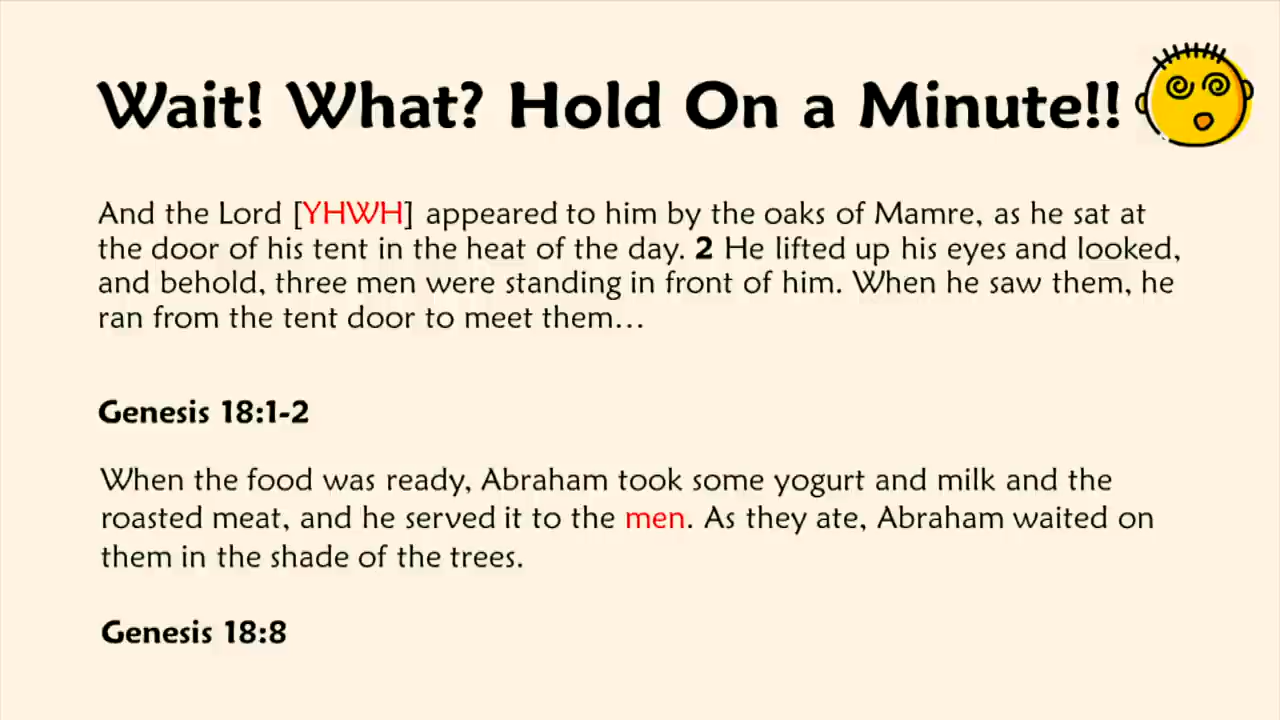 Wait! What? Hold On a Minute!!
And the Lord [YHWH] appeared to him by the oaks of Mamre, as he sat at
the door of his tent in the heat of the day. 2 He lifted up his eyes and looked,
and behold, three men were standing in front of him. When he saw them, he
ran from the tent door to meet them...
Genesis 18:1-2
When the food was ready, Abraham took some yogurt and milk and the
roasted meat, and he served it to the men. As they ate, Abraham waited on
them in the shade of the trees.
Genesis 18:8